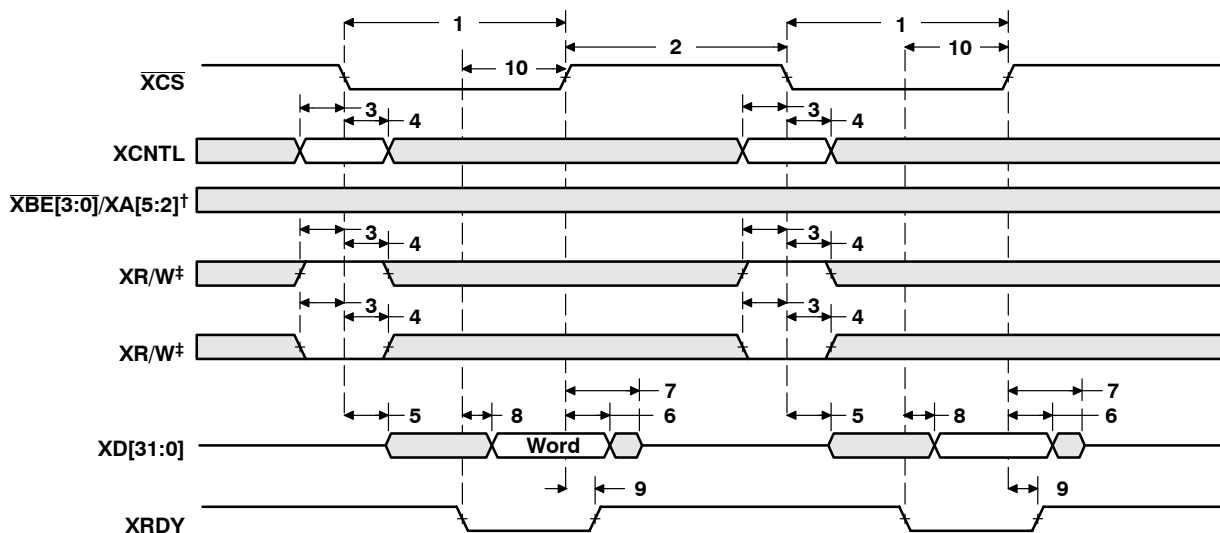 1 1
10 2 10
XCS
3 3
4 4
XCNTL
XBE[3:0]/XA[5:2]†
3 3
4 4
XR/W‡
3 3
4 4
XR/W‡
7 7
5 8 6 5 8 6
XD[31:0] Word
9 9
XRDY